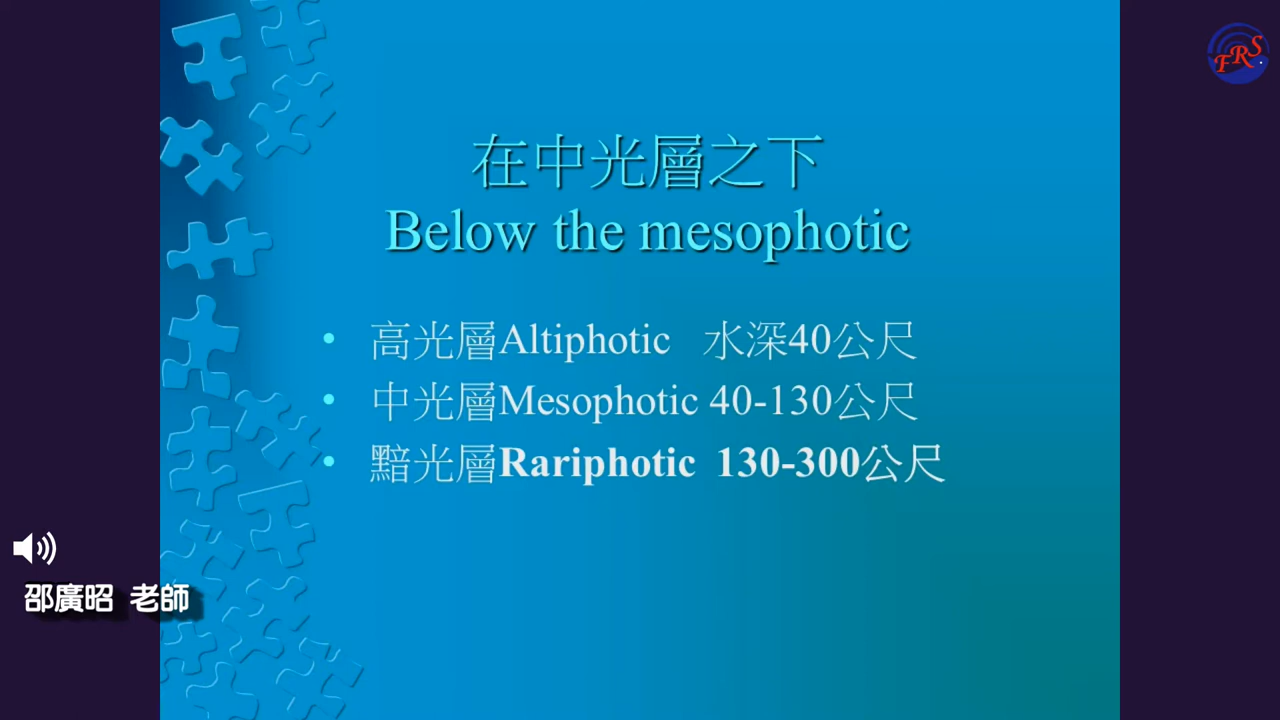 FRS
在中光層之下
Below the mesophotic
• 高光層Altiphotic 水深40公尺
• 中光層Mesophotic 40-130公尺
• 黯光層Rariphotic 130-300公尺
邵廣昭 老師